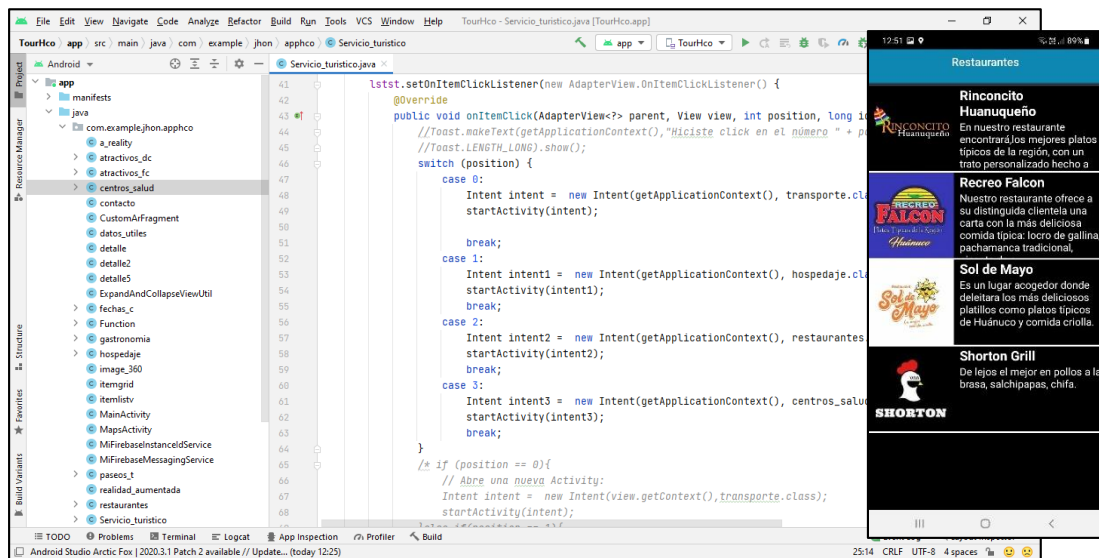 File Edit View Navigate Code Analyze Refactor Build Run Tools VCS Window Help TourHco - Servicio_turistico.java [TourHco.app]
TourHco app src main java com example jhon apphco Servicio_turistico
app TourHco
Android
Servicio_turistico.java
Project
Resource Manager
Structure
Favorites
Build Variants
app
manifests
java
com.example.jhon.apphco
a_reality
atractivos_dc
atractivos_fc
centros_salud
contacto
CustomArFragment
datos_utiles
detalle
detalle2
detalle5
ExpandAndCollapseViewUtil
fechas_c
Function
gastronomia
hospedaje
image_360
itemgrid
itemlistv
MainActivity
MapsActivity
MiFirebaseInstanceIdService
MiFirebaseMessagingService
paseos_t
realidad_aumentada
restaurantes
Servicio_turistico
41 lstst.setOnItemClickListener(new AdapterView.OnItemClickListener() {
42 @Override
43 public void onItemClick(AdapterView<?> parent, View view, int position, long
44 //Toast.makeText(getApplicationContext(),"Hiciste click en el número " +
45 //Toast.LENGTH_LONG).show();
46 switch (position) {
47 case 0:
48 Intent intent = new Intent(getApplicationContext(), transporte.cla
49 startActivity(intent);
50
51 break;
52 case 1:
53 Intent intent1 = new Intent(getApplicationContext(), hospedaje.cla
54 startActivity(intent1);
55 break;
56 case 2:
57 Intent intent2 = new Intent(getApplicationContext(), restaurantes.
58 startActivity(intent2);
59 break;
60 case 3:
61 Intent intent3 = new Intent(getApplicationContext(), centros_salud
62 startActivity(intent3);
63 break;
64 }
65 /* if (position == 0){
66 // Abre una nueva Activity:
67 Intent intent = new Intent(view.getContext(),transporte.class);
68 startActivity(intent);
TODO Problems Terminal Logcat App Inspection Profiler Build
Android Studio Arctic Fox | 2020.3.1 Patch 2 available // Update... (today 12:25)
25:14 CRLF UTF-8 4 spaces
12:51 89%
Restaurantes
RINCONCITO
Huanuqueño
Rinconcito
Huanuqueño
En nuestro restaurante
encontrará,los mejores platos
típicos de la región, con un
trato personalizado hecho a
RECREO
FALCON
Huánuco
Recreo Falcon
Nuestro restaurante ofrece a
su distinguida clientela una
carta con la más deliciosa
comida típica: locro de gallina,
pachamanca tradicional,
Sol de
Mayo
Sol de Mayo
Es un lugar acogedor donde
deleitara los más deliciosos
platillos como platos típicos
de Huánuco y comida criolla.
SHORTON
Shorton Grill
De lejos el mejor en pollos a la
brasa, salchipapas, chifa.